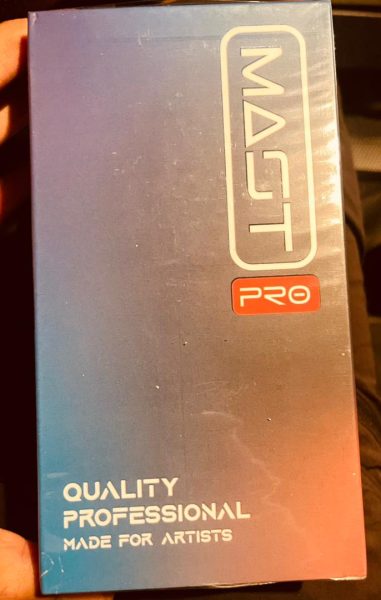 MAST
PRO
QUALITY
PROFESSIONAL
MADE FOR ARTISTS